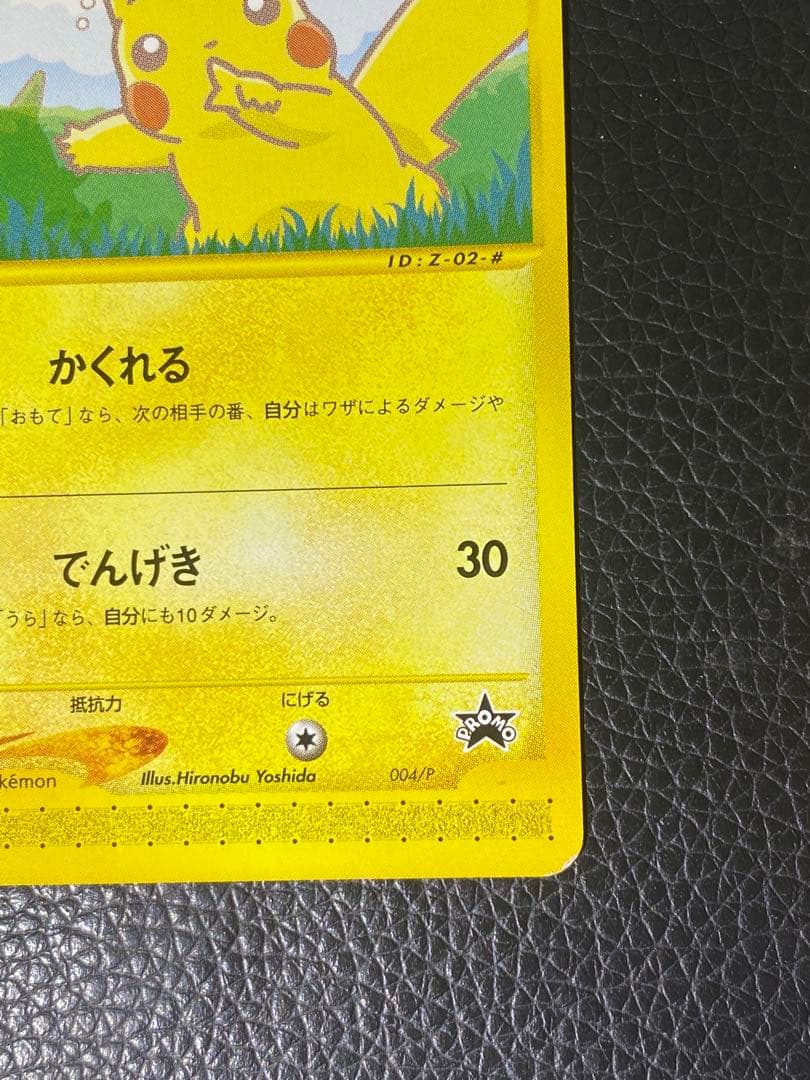 ID:Z-02-#
かくれる
「おもて」なら、次の相手の番、自分はワザによるダメージや
でんげき 30
「うら」なら、自分にも10ダメージ。
抵抗力 にげる
PROMO
kémon Illus.Hironobu Yoshida 004/P